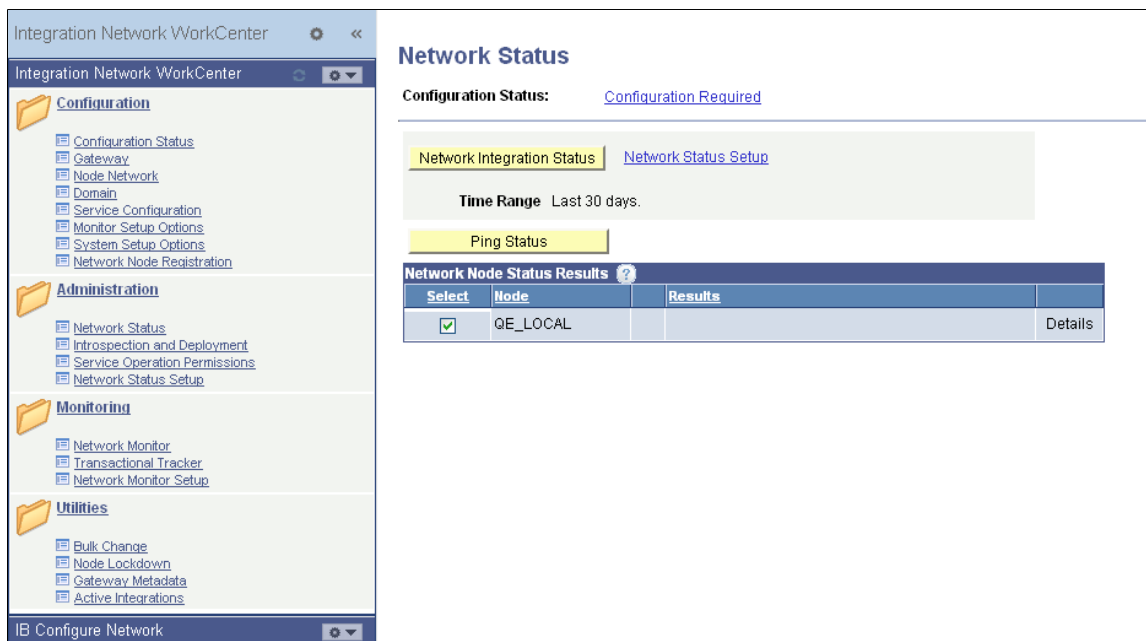 Integration Network WorkCenter
Integration Network WorkCenter
Configuration
Configuration Status
Gateway
Node Network
Domain
Service Configuration
Monitor Setup Options
System Setup Options
Network Node Registration
Administration
Network Status
Introspection and Deployment
Service Operation Permissions
Network Status Setup
Monitoring
Network Monitor
Transactional Tracker
Network Monitor Setup
Utilities
Bulk Change
Node Lockdown
Gateway Metadata
Active Integrations
IB Configure Network
Network Status
Configuration Status: Configuration Required
Network Integration Status Network Status Setup
Time Range Last 30 days.
Ping Status
Network Node Status Results ?
Select Node Results
QE_LOCAL Details